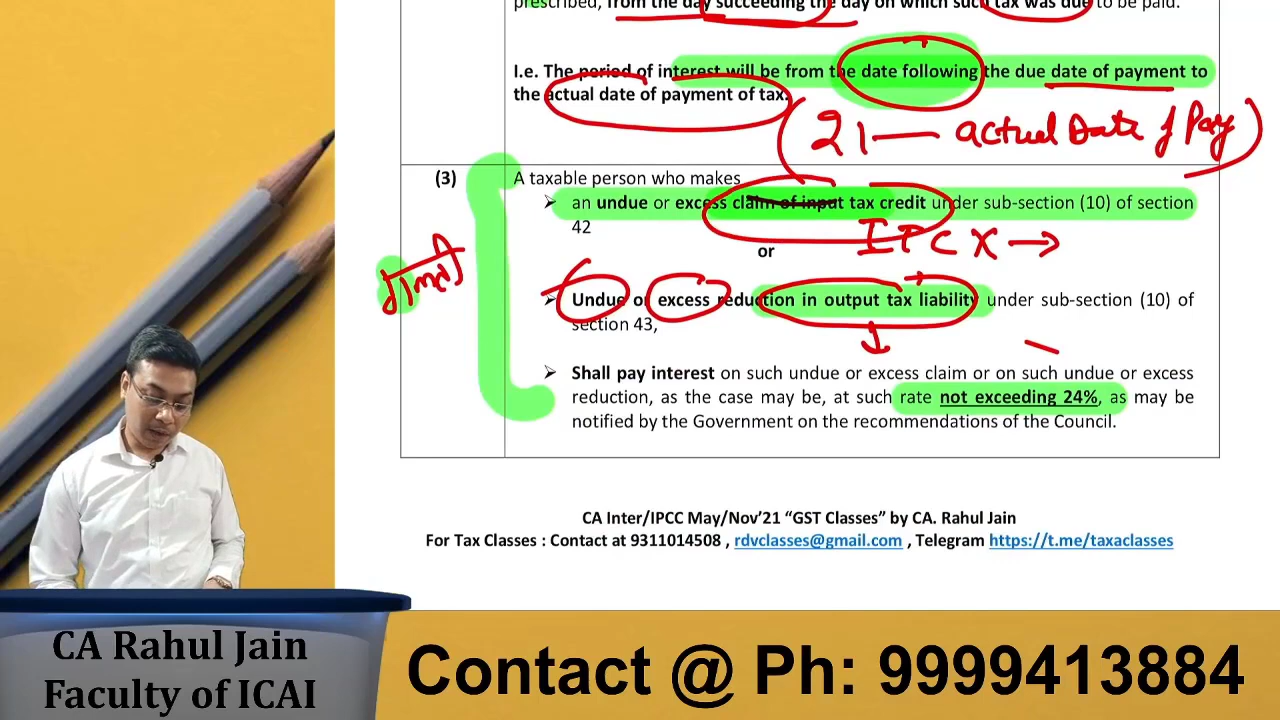 prescribed, from the day succeeding the day on which such tax was due to be paid.
I.e. The period of interest will be from the date following the due date of payment to
the actual date of payment of tax.
21 — actual Date of Pay
(3)
A taxable person who makes
➢ an undue or excess claim of input tax credit under sub-section (10) of section
42
ITC X →
or
➢ Undue or excess reduction in output tax liability under sub-section (10) of
section 43,
➢ Shall pay interest on such undue or excess claim or on such undue or excess
reduction, as the case may be, at such rate not exceeding 24%, as may be
notified by the Government on the recommendations of the Council.
CA Inter/IPCC May/Nov'21 "GST Classes" by CA. Rahul Jain
For Tax Classes : Contact at 9311014508 , rdvclasses@gmail.com , Telegram https://t.me/taxaclasses
CA Rahul Jain
Faculty of ICAI
Contact @ Ph: 9999413884